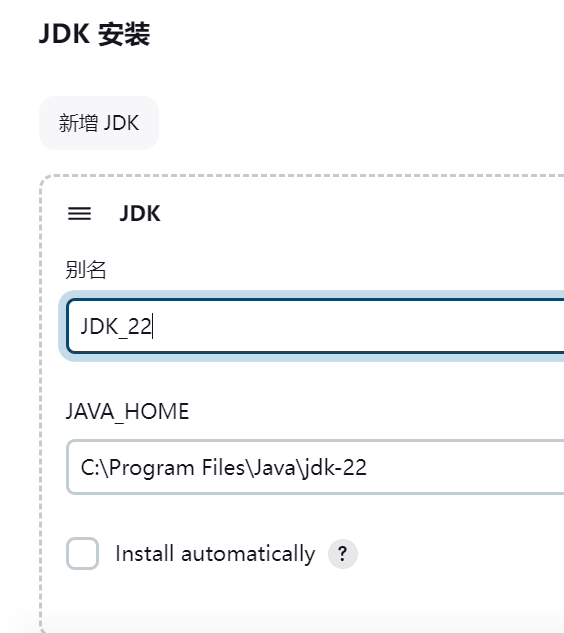 JDK 安装
新增 JDK
JDK
别名
JDK_22
JAVA_HOME
C:\Program Files\Java\jdk-22
Install automatically ?